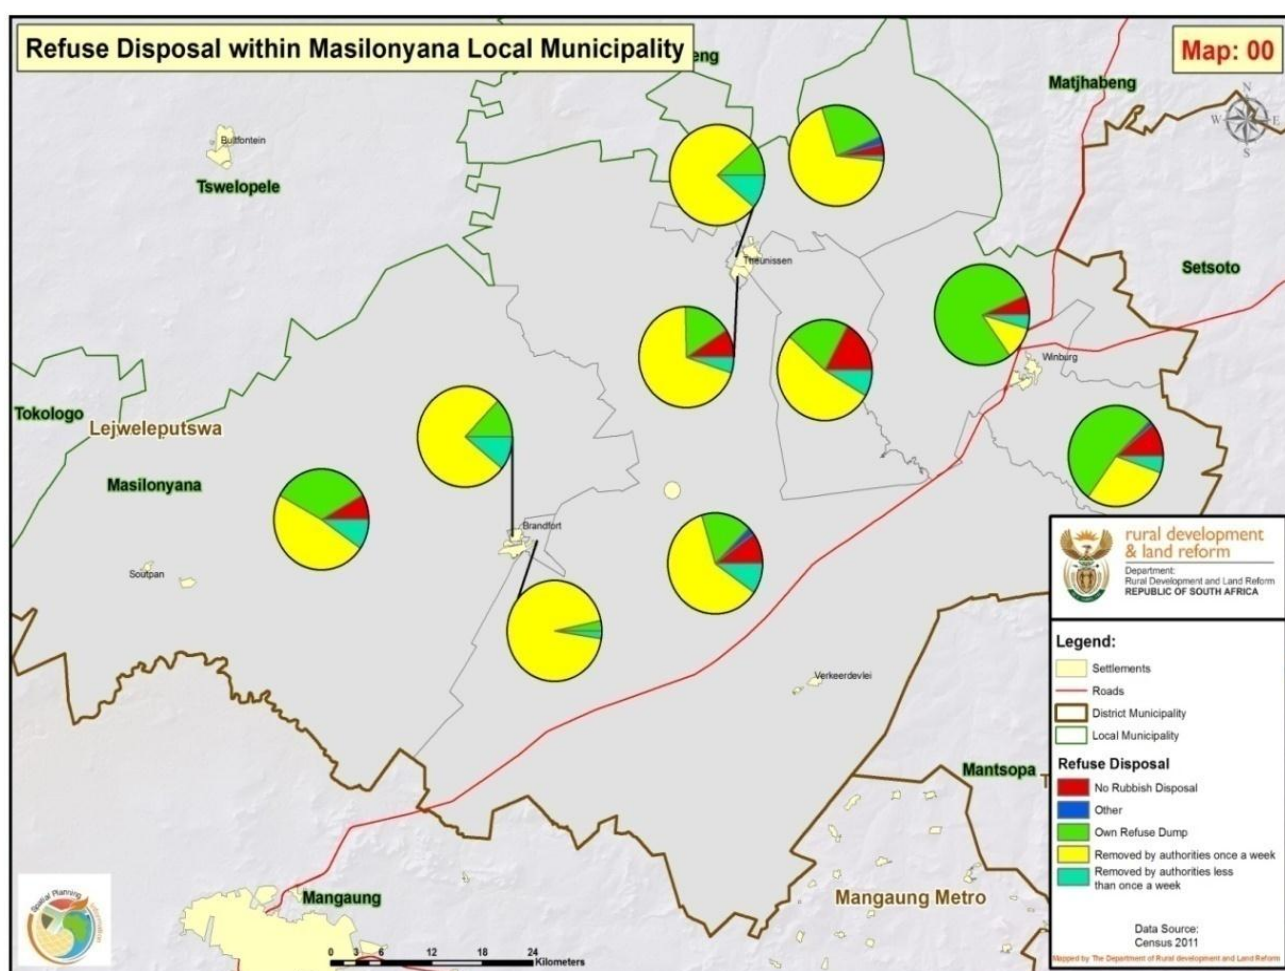 Refuse Disposal within Masilonyana Local Municipality
eng
Map: 00
Matjhabeng
N
W E
S
Bultfontein
Tswelopele
Theunissen
Setsoto
Winburg
Tokologo
Lejweleputswa
Masilonyana
Brandfort
Soutpan
Verkeerdevlei
Mantsopa
T
Mangaung
Mangaung Metro
0 3 6 12 18 24
Kilometers
Spatial Planning
rural development
& land reform
Department:
Rural Development and Land Reform
REPUBLIC OF SOUTH AFRICA
Legend:
Settlements
Roads
District Municipality
Local Municipality
Refuse Disposal
No Rubbish Disposal
Other
Own Refuse Dump
Removed by authorities once a week
Removed by authorities less
than once a week
Data Source:
Census 2011
Mapped by The Department of Rural development and Land Reform